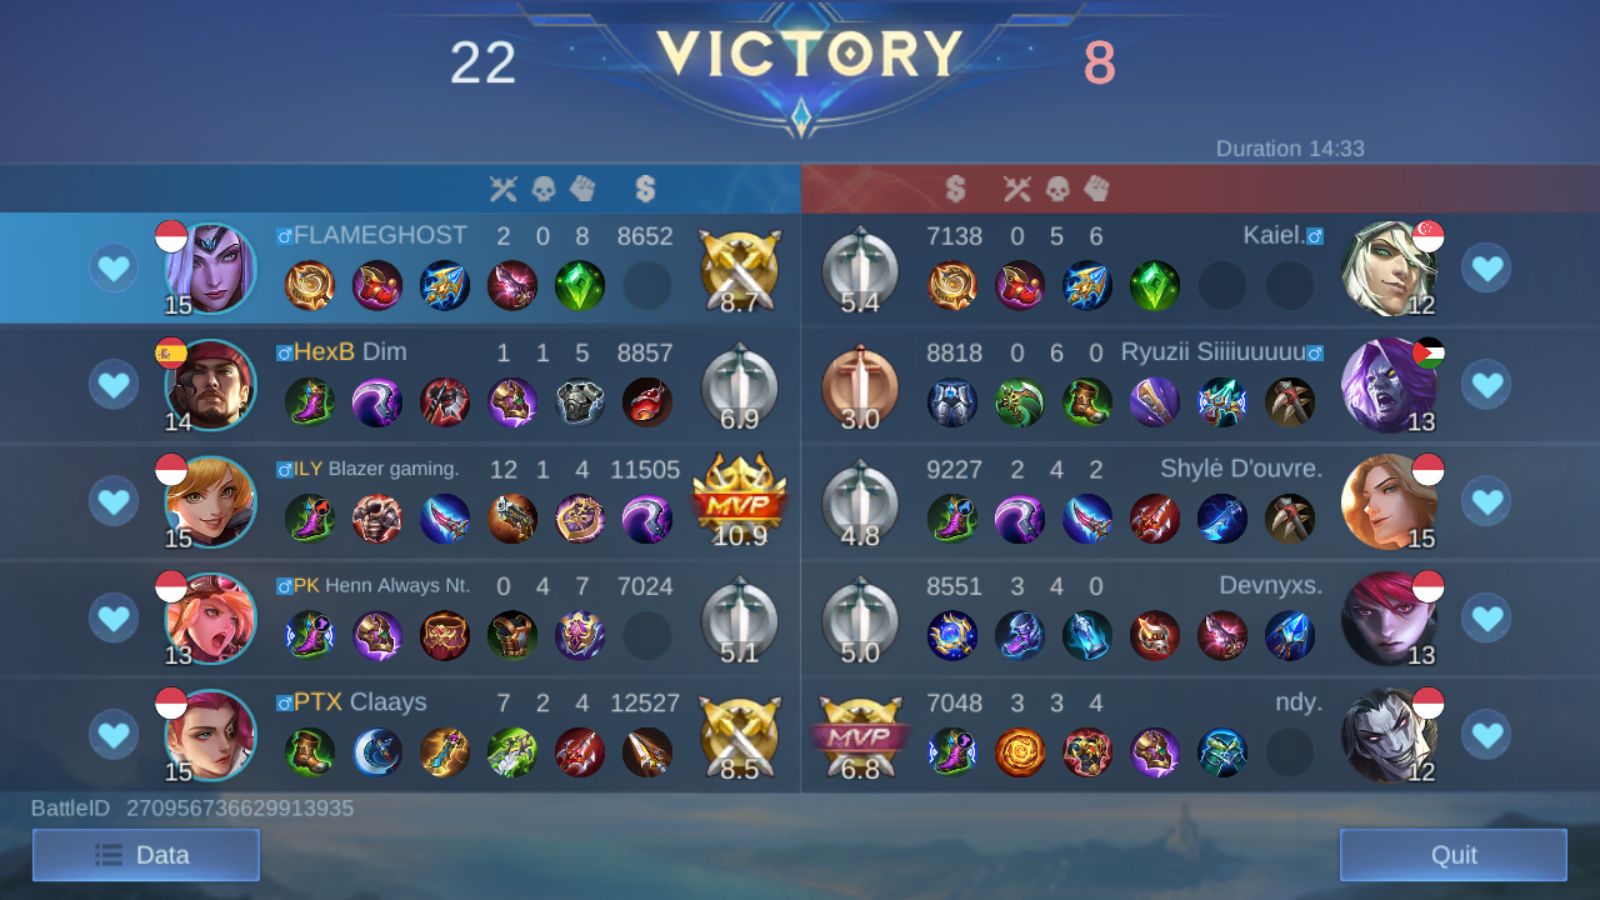 22 VICTORY 8
Duration 14:33
FLAMEGHOST 2 0 8 8652
15 8.7
7138 0 5 6 Kaiel.
5.4 12
HexB Dim 1 1 5 8857
14 6.9
8818 0 6 0 Ryuzii Siiiiuuuuu
3.0 13
ILY Blazer gaming. 12 1 4 11505
MVP
15 10.9
9227 2 4 2 Shylė D'ouvre.
4.8 15
PK Henn Always Nt. 0 4 7 7024
13 5.1
8551 3 4 0 Devnyxs.
5.0 13
PTX Claays 7 2 4 12527
15 8.5
7048 3 3 4 ndy.
MVP
6.8 12
BattleID 270956736629913935
Data
Quit